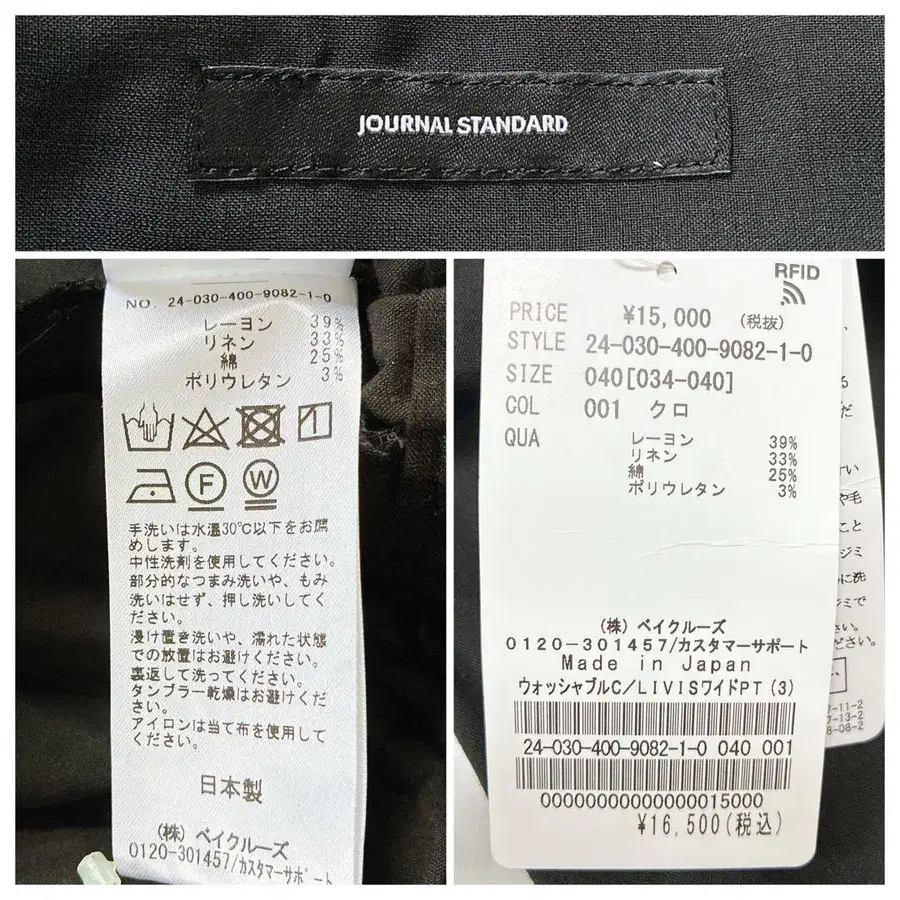 JOURNAL STANDARD
NO. 24-030-400-9082-1-0
レーヨン 39%
リネン 33%
綿 25%
ポリウレタン 3%
F
W
手洗いは水温30℃以下をお薦
めします。
中性洗剤を使用してください。
部分的なつまみ洗いや、もみ
洗いはせず、押し洗いしてく
ださい。
浸け置き洗いや、濡れた状態
での放置はお避けください。
裏返して洗ってください。
タンブラー乾燥はお避けくだ
さい。
アイロンは当て布を使用して
ください。
日本製
(株) ベイクルーズ
0120-301457/カスタマーサポート
RFID
PRICE ¥15,000 (税抜)
STYLE 24-030-400-9082-1-0
SIZE 040[034-040]
COL 001 クロ
QUA レーヨン 39%
リネン 33%
綿 25%
ポリウレタン 3%
(株) ベイクルーズ
0120-301457/カスタマーサポート
Made in Japan
ウォッシャブルC/LIVISワイドPT(3)
24-030-400-9082-1-0 040 001
00000000000000015000
¥16,500(税込)